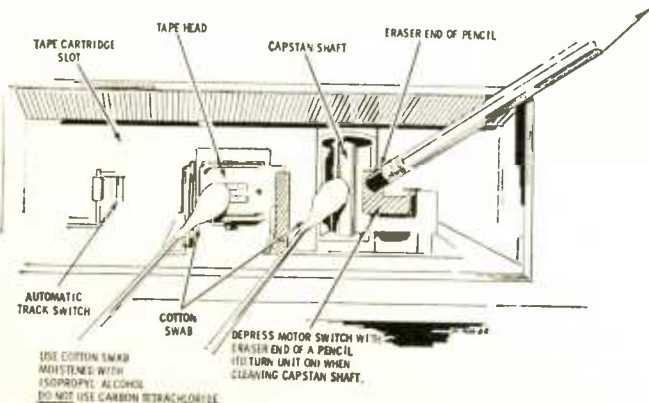 TAPE HEAD
ERASER END OF PENCIL
TAPE CARTRIDGE
SLOT
CAPSTAN SHAFT
AUTOMATIC
TRACK SWITCH
COTTON
SWAB
USE COTTON SWAB
MOISTENED WITH
ISOPROPYL ALCOHOL
DO NOT USE CARBON TETRACHLORIDE
DEPRESS MOTOR SWITCH WITH
ERASER END OF A PENCIL
(TO TURN UNIT ON) WHEN
CLEANING CAPSTAN SHAFT.